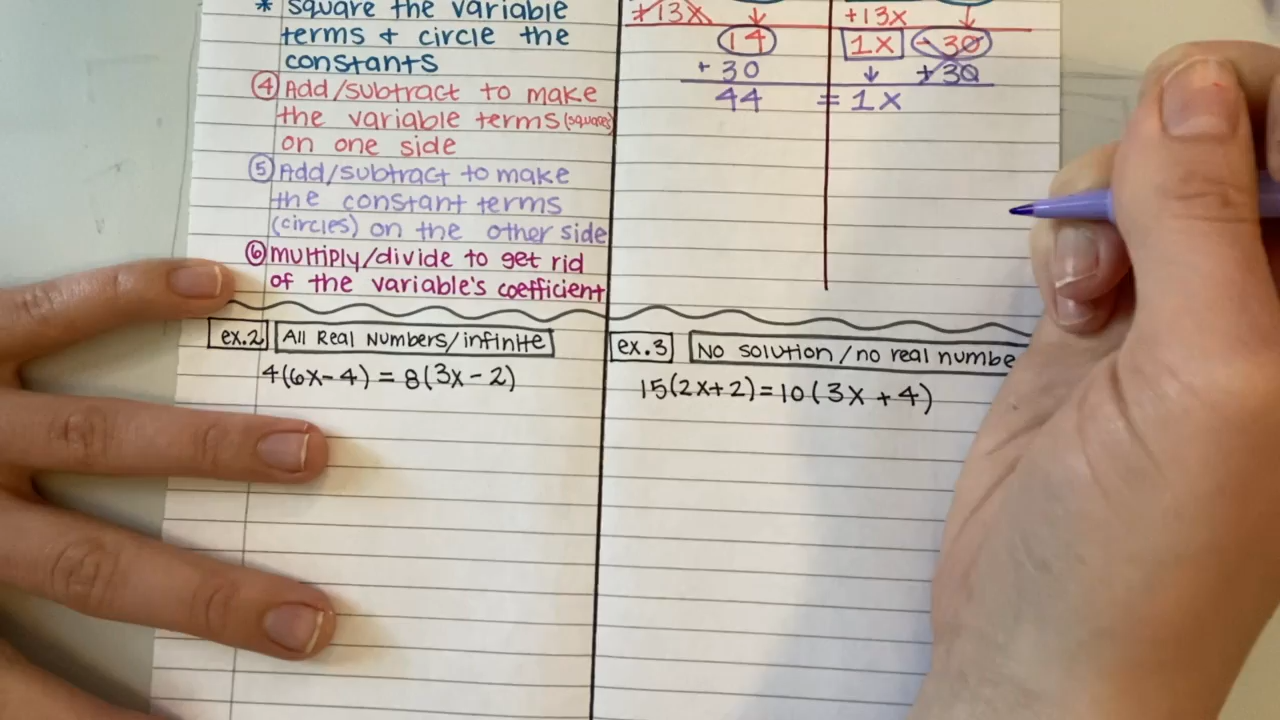 * square the variable
terms + circle the
constants
④ Add/subtract to make
the variable terms (squares)
on one side
⑤ Add/subtract to make
the constant terms
(circles) on the other side
⑥ multiply/divide to get rid
of the variable's coefficient
+13x ↓ +13x ↓
14 1x -30
+ 30 ↓ +30
44 = 1x
ex.2 All Real Numbers/infinite
4(6x-4) = 8(3x-2)
ex.3 No solution/no real numbe
15(2x+2)=10(3x+4)